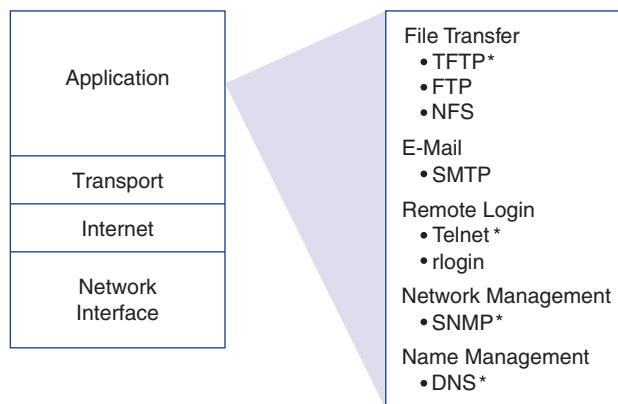 Application
Transport
Internet
Network
Interface
File Transfer
• TFTP*
• FTP
• NFS
E-Mail
• SMTP
Remote Login
• Telnet *
• rlogin
Network Management
• SNMP*
Name Management
• DNS*